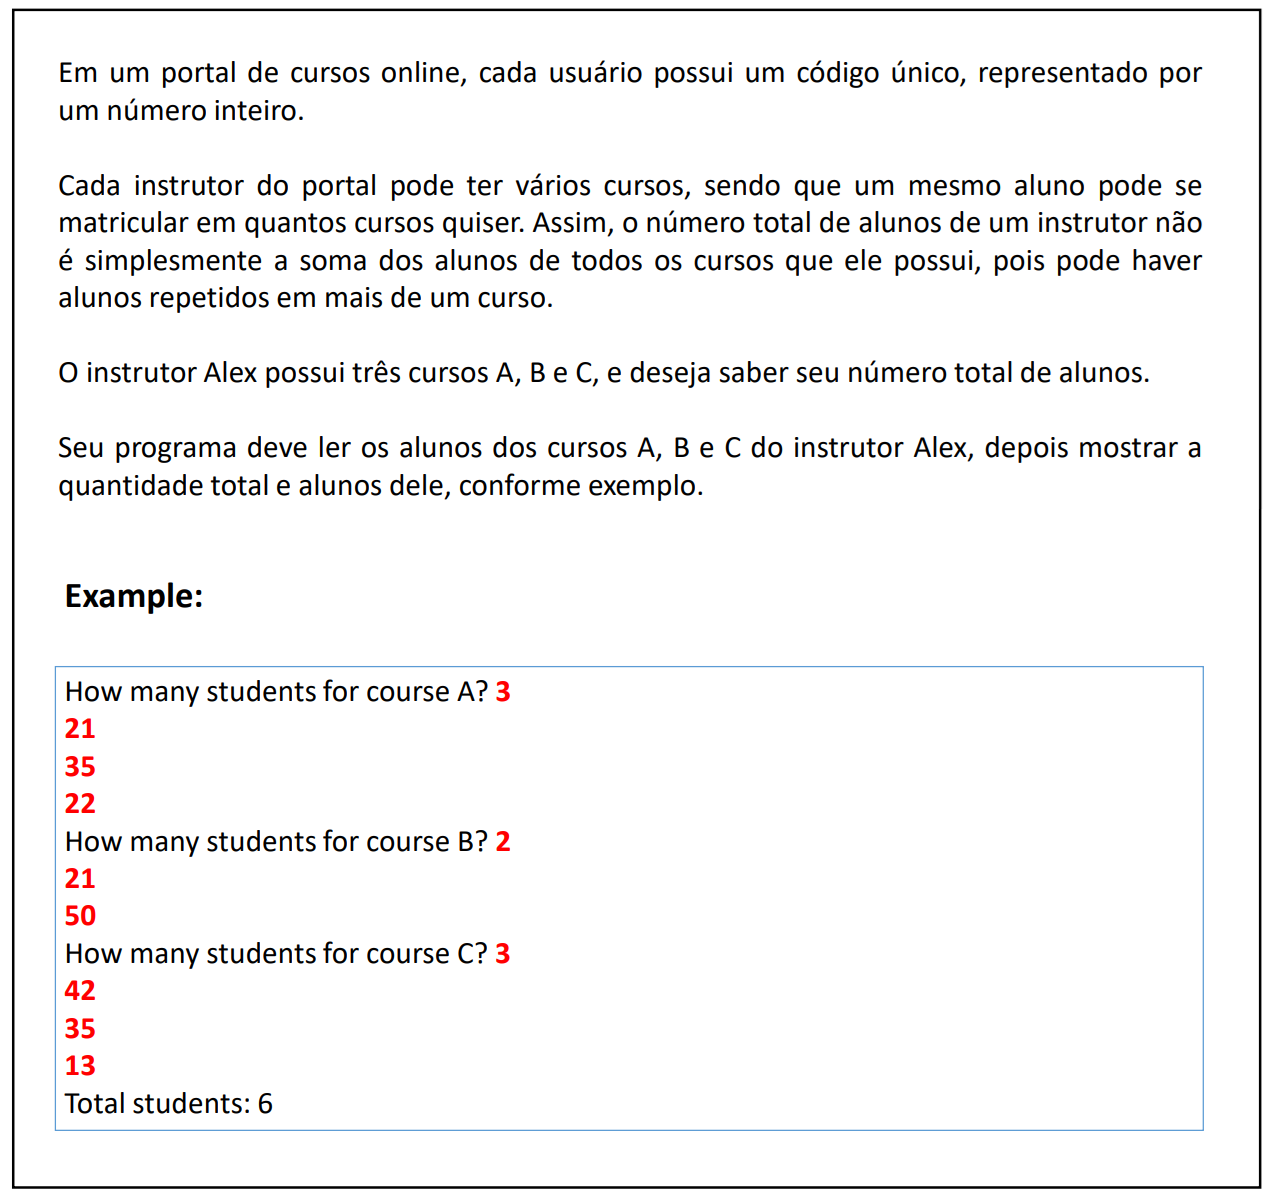 Em um portal de cursos online, cada usuário possui um código único, representado por
um número inteiro.
Cada instrutor do portal pode ter vários cursos, sendo que um mesmo aluno pode se
matricular em quantos cursos quiser. Assim, o número total de alunos de um instrutor não
é simplesmente a soma dos alunos de todos os cursos que ele possui, pois pode haver
alunos repetidos em mais de um curso.
O instrutor Alex possui três cursos A, B e C, e deseja saber seu número total de alunos.
Seu programa deve ler os alunos dos cursos A, B e C do instrutor Alex, depois mostrar a
quantidade total e alunos dele, conforme exemplo.
Example:
How many students for course A? 3
21
35
22
How many students for course B? 2
21
50
How many students for course C? 3
42
35
13
Total students: 6